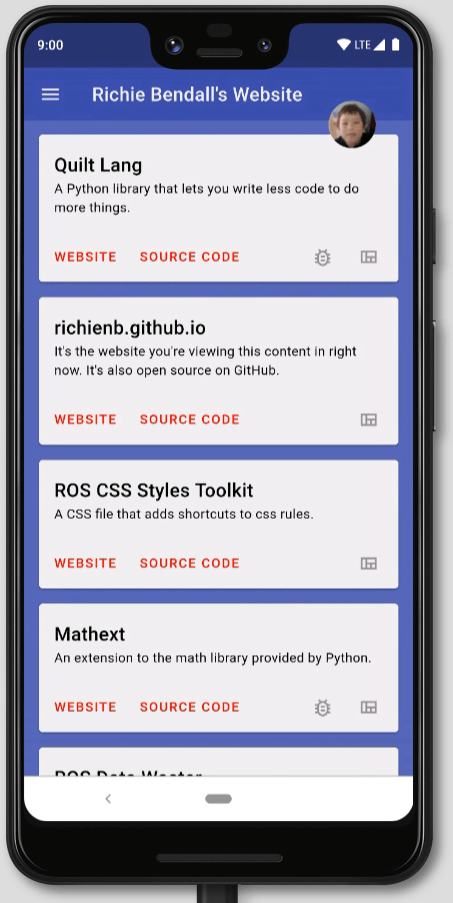 9:00
LTE
Richie Bendall's Website
Quilt Lang
A Python library that lets you write less code to do
more things.
WEBSITE SOURCE CODE
richienb.github.io
It's the website you're viewing this content in right
now. It's also open source on GitHub.
WEBSITE SOURCE CODE
ROS CSS Styles Toolkit
A CSS file that adds shortcuts to css rules.
WEBSITE SOURCE CODE
Mathext
An extension to the math library provided by Python.
WEBSITE SOURCE CODE
ROS Data Waster